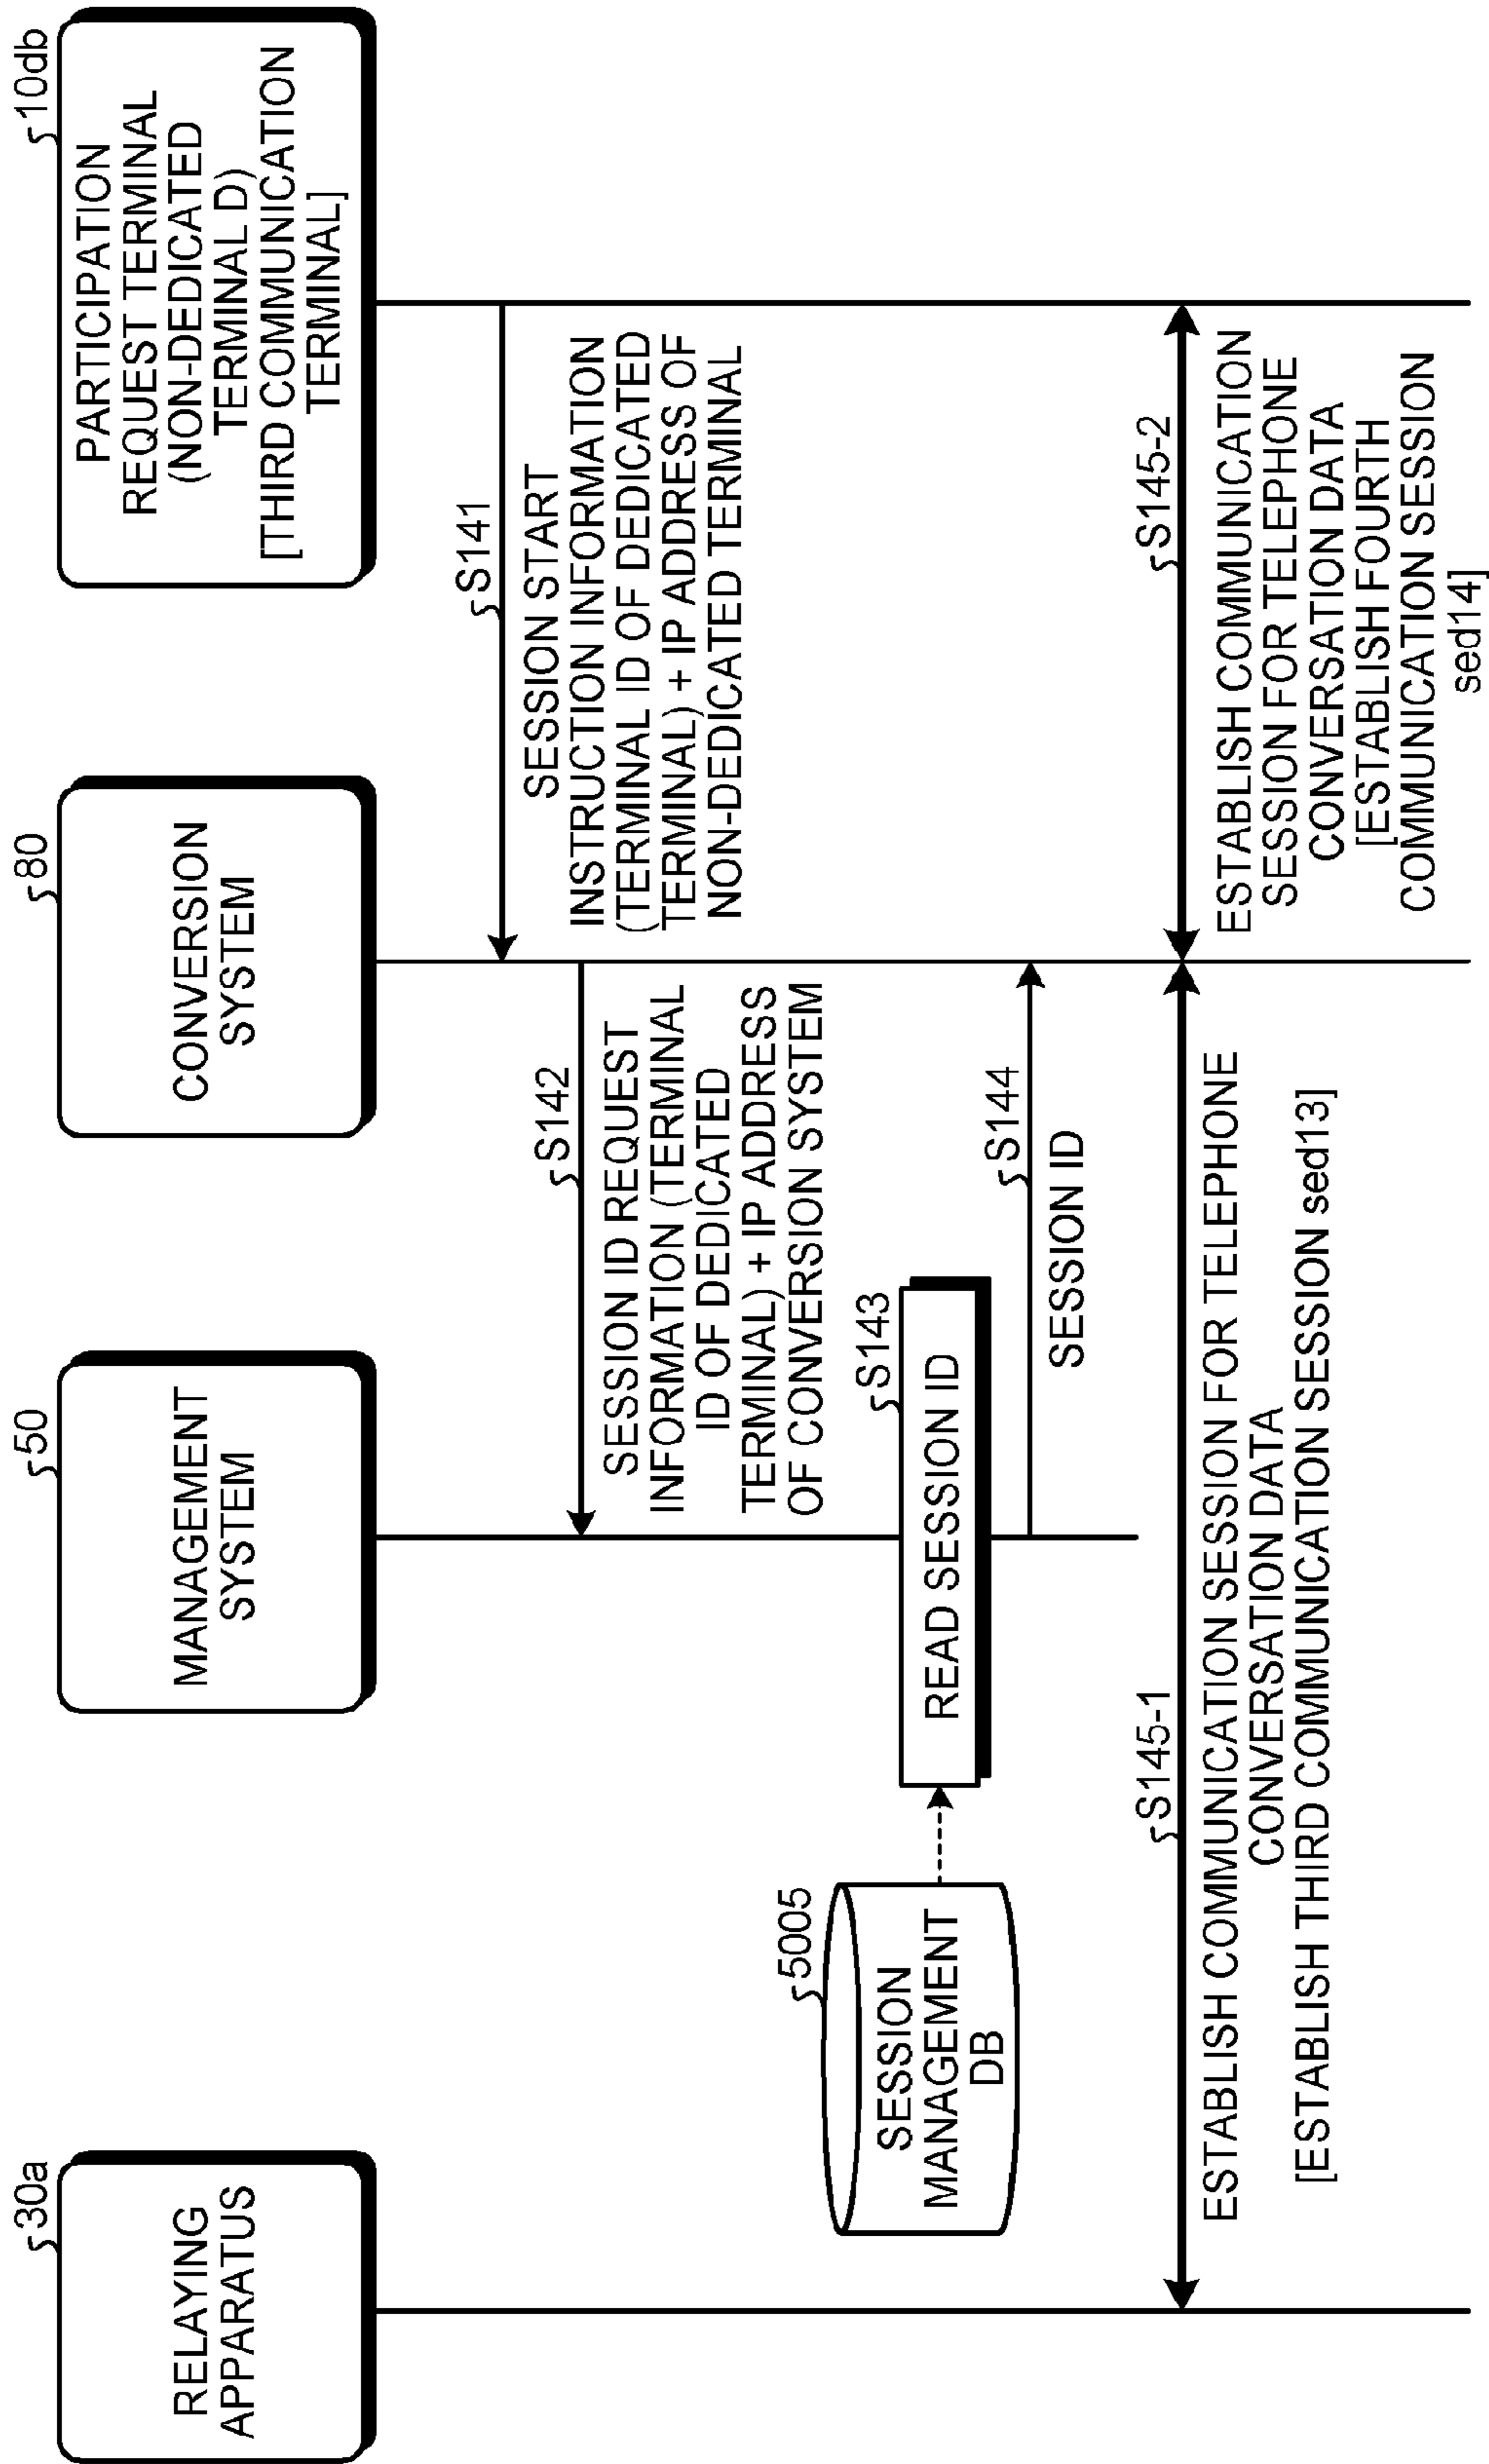 30a
RELAYING
APPARATUS
50
MANAGEMENT
SYSTEM
80
CONVERSION
SYSTEM
10db
PARTICIPATION
REQUEST TERMINAL
(NON-DEDICATED
TERMINAL D)
[THIRD COMMUNICATION
TERMINAL]
S141
SESSION START
INSTRUCTION INFORMATION
(TERMINAL ID OF DEDICATED
TERMINAL) + IP ADDRESS OF
NON-DEDICATED TERMINAL
S142
SESSION ID REQUEST
INFORMATION (TERMINAL
ID OF DEDICATED
TERMINAL) + IP ADDRESS
OF CONVERSION SYSTEM
5005
SESSION
MANAGEMENT
DB
S143
READ SESSION ID
S144
SESSION ID
S145-1
ESTABLISH COMMUNICATION SESSION FOR TELEPHONE
CONVERSATION DATA
[ESTABLISH THIRD COMMUNICATION SESSION sed13]
S145-2
ESTABLISH COMMUNICATION
SESSION FOR TELEPHONE
CONVERSATION DATA
[ESTABLISH FOURTH
COMMUNICATION SESSION
sed14]